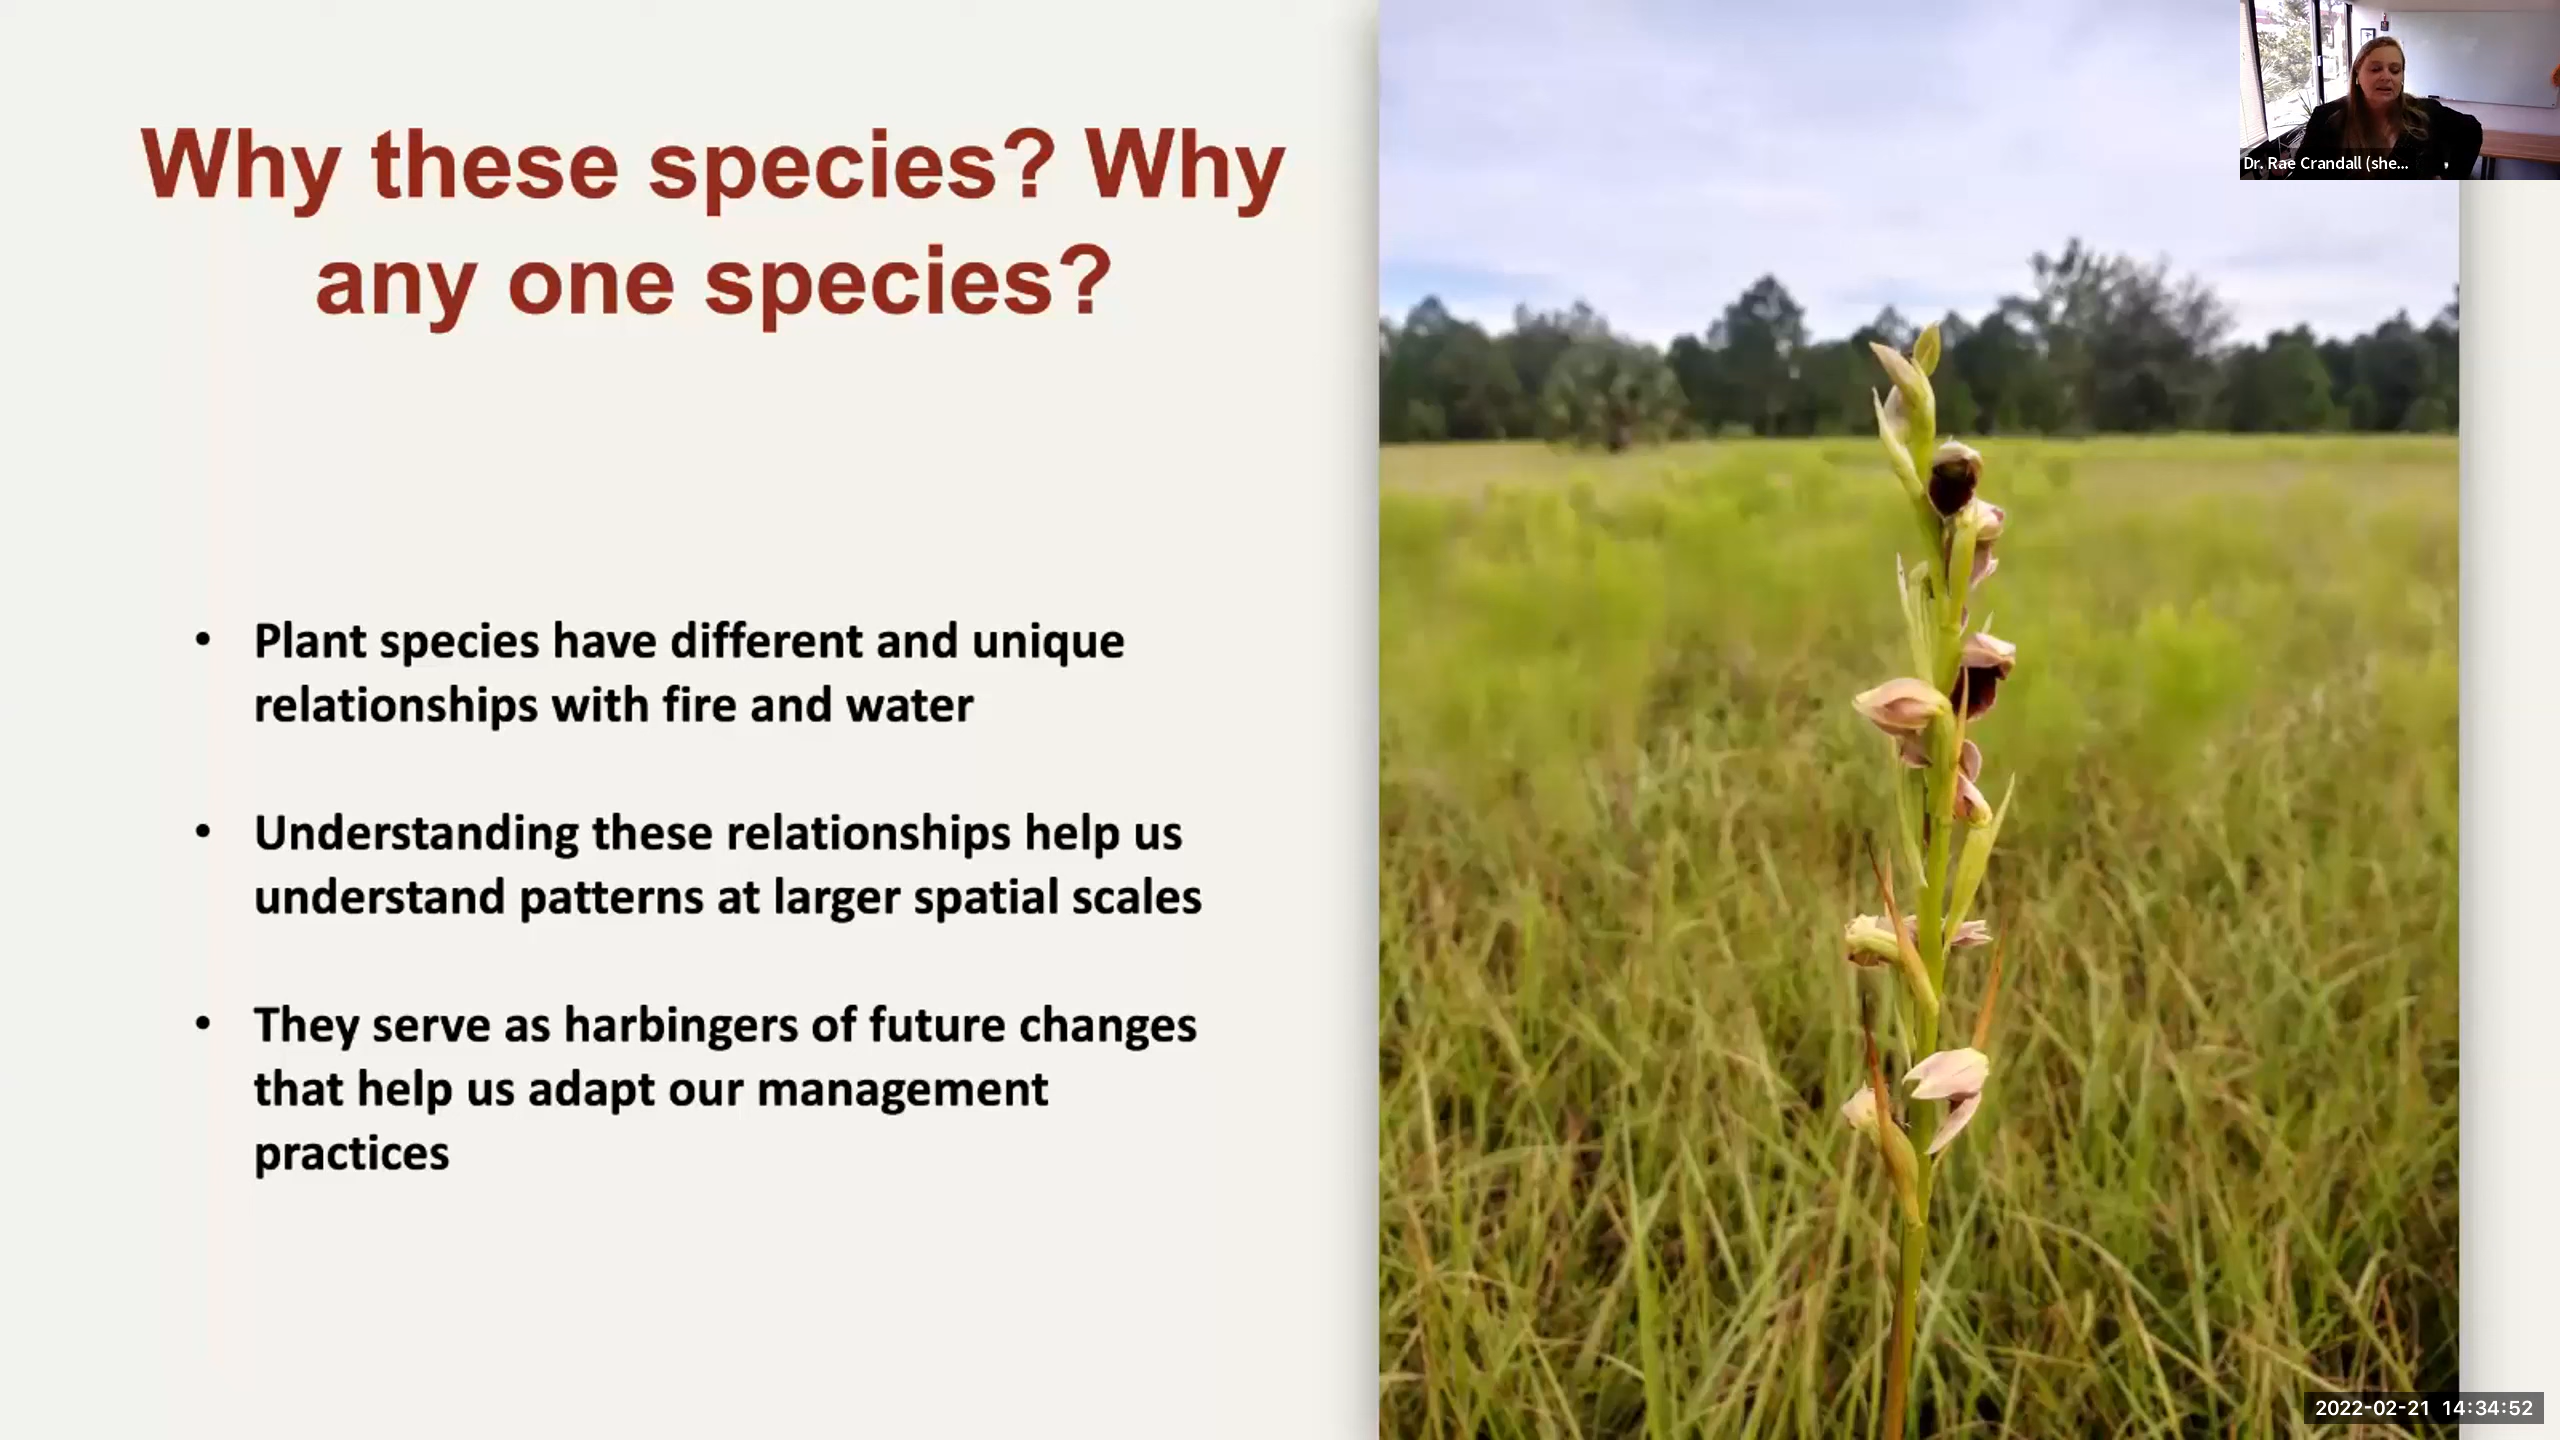 Why these species? Why
any one species?
Dr. Rae Crandall (she...
• Plant species have different and unique
relationships with fire and water
• Understanding these relationships help us
understand patterns at larger spatial scales
• They serve as harbingers of future changes
that help us adapt our management
practices
2022-02-21 14:34:52